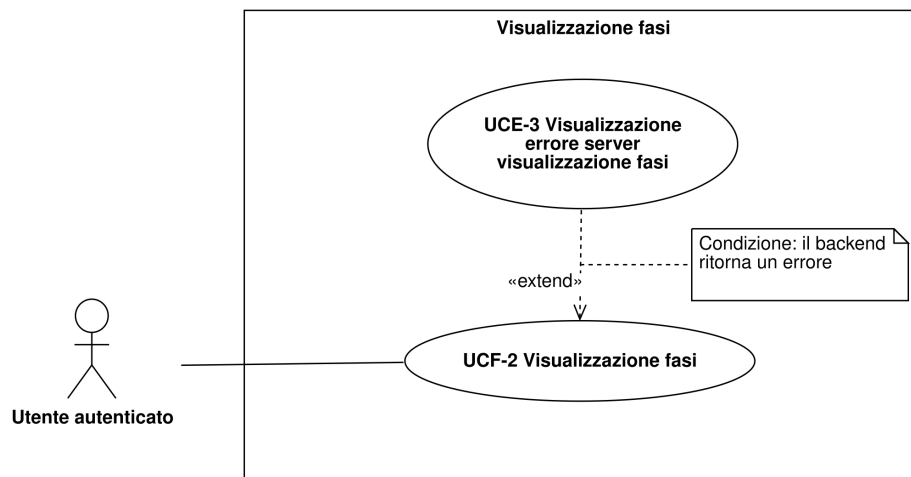 Visualizzazione fasi
UCE-3 Visualizzazione
errore server
visualizzazione fasi
Condizione: il backend
ritorna un errore
«extend»
UCF-2 Visualizzazione fasi
Utente autenticato